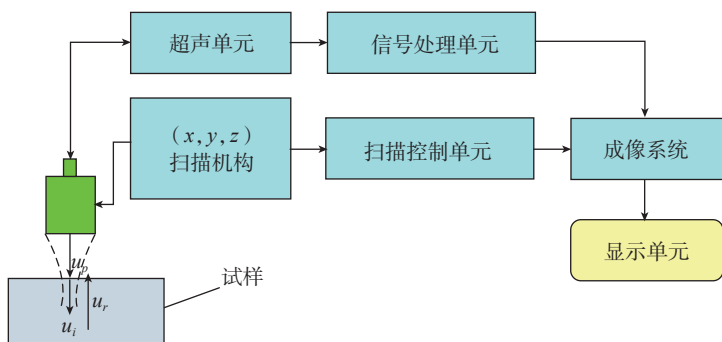 超声单元
信号处理单元
(x, y, z)
扫描机构
扫描控制单元
成像系统
显示单元
u_p
试样
u_r
u_i